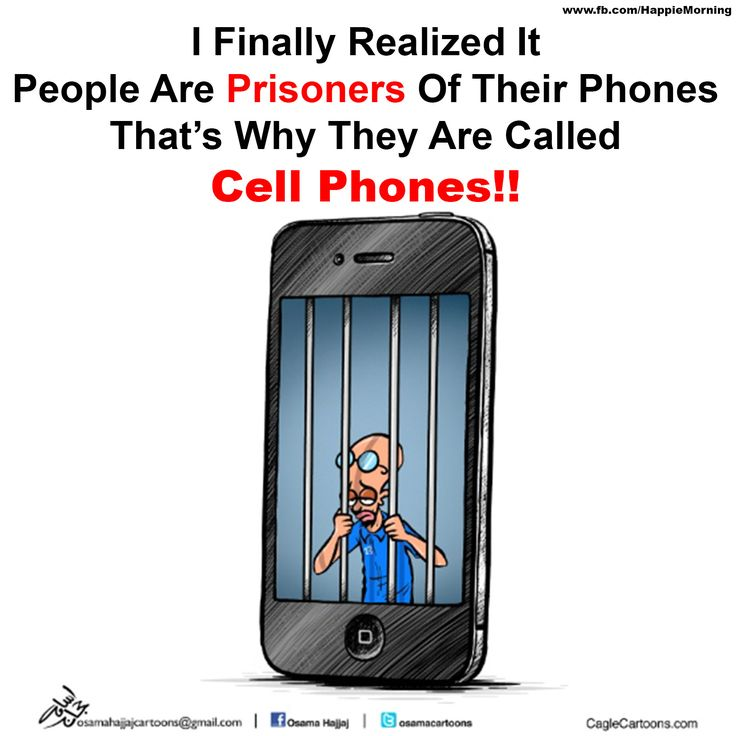 www.fb.com/HappieMorning
I Finally Realized It
People Are Prisoners Of Their Phones
That's Why They Are Called
Cell Phones!!
osamahajjajcartoons@gmail.com | f Osama Hajjaj | osamacartoons
CagleCartoons.com